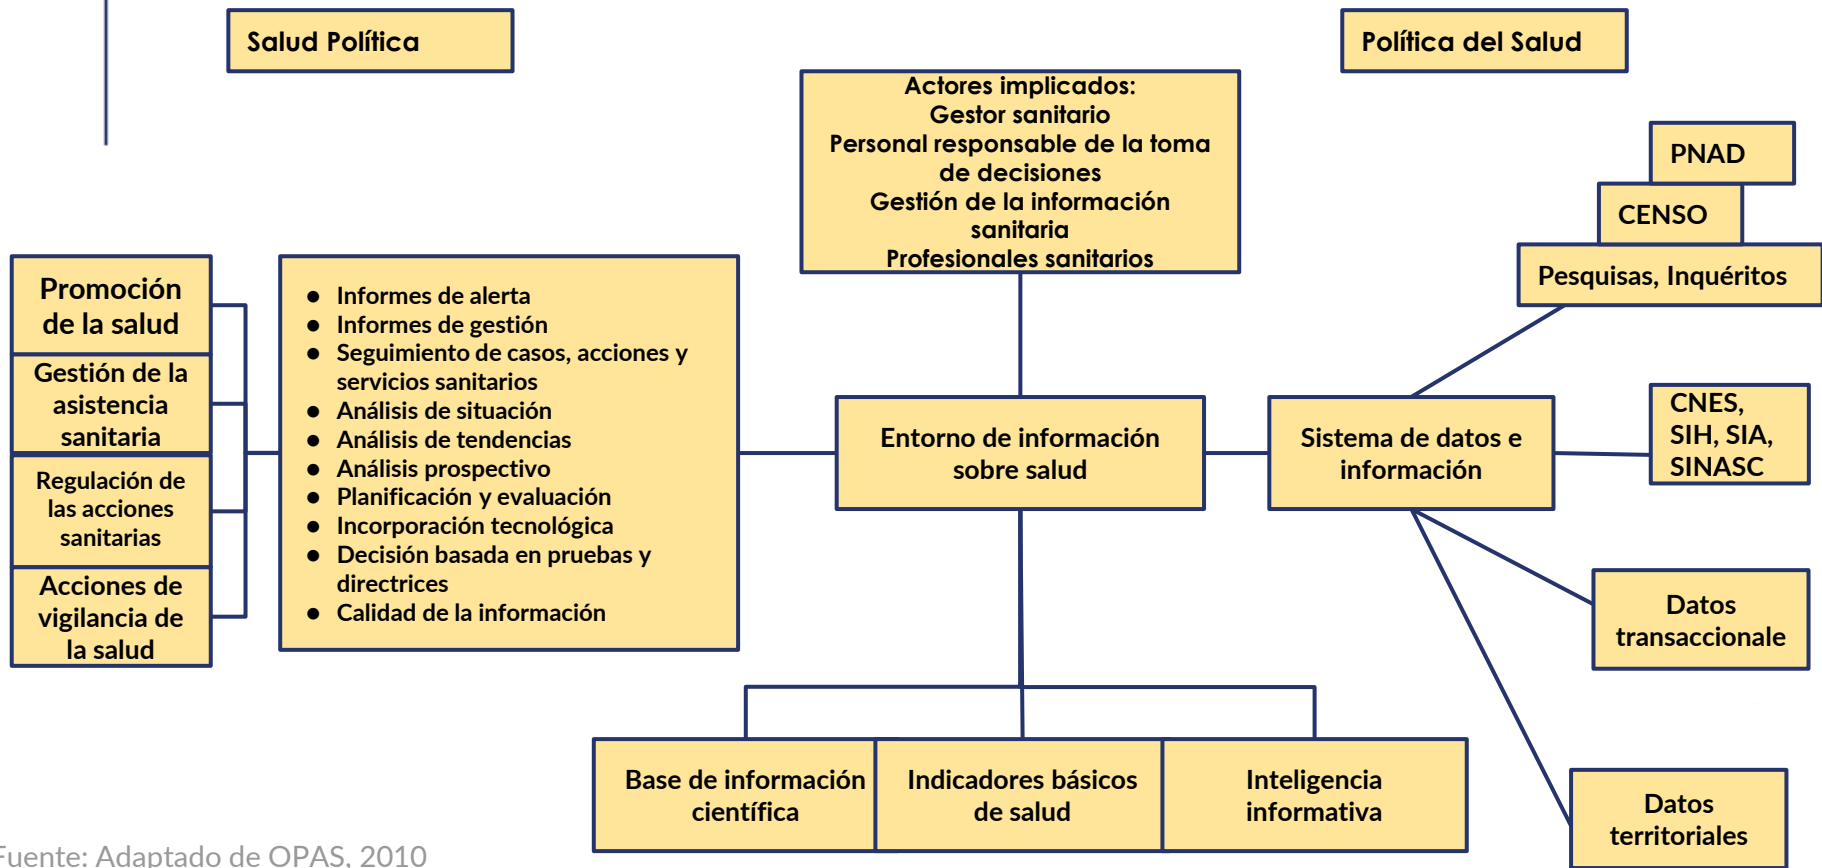 Salud Política
Política del Salud
Actores implicados:
Gestor sanitario
Personal responsable de la toma
de decisiones
Gestión de la información
sanitaria
Profesionales sanitarios
PNAD
CENSO
Pesquisas, Inquéritos
Promoción
de la salud
Gestión de la
asistencia
sanitaria
Regulación de
las acciones
sanitarias
Acciones de
vigilancia de
la salud
● Informes de alerta
● Informes de gestión
● Seguimiento de casos, acciones y
servicios sanitarios
● Análisis de situación
● Análisis de tendencias
● Análisis prospectivo
● Planificación y evaluación
● Incorporación tecnológica
● Decisión basada en pruebas y
directrices
● Calidad de la información
Entorno de información
sobre salud
Sistema de datos e
información
CNES,
SIH, SIA,
SINASC
Datos
transaccionale
Datos
territoriales
Base de información
científica
Indicadores básicos
de salud
Inteligencia
informativa
Fuente: Adaptado de OPAS, 2010